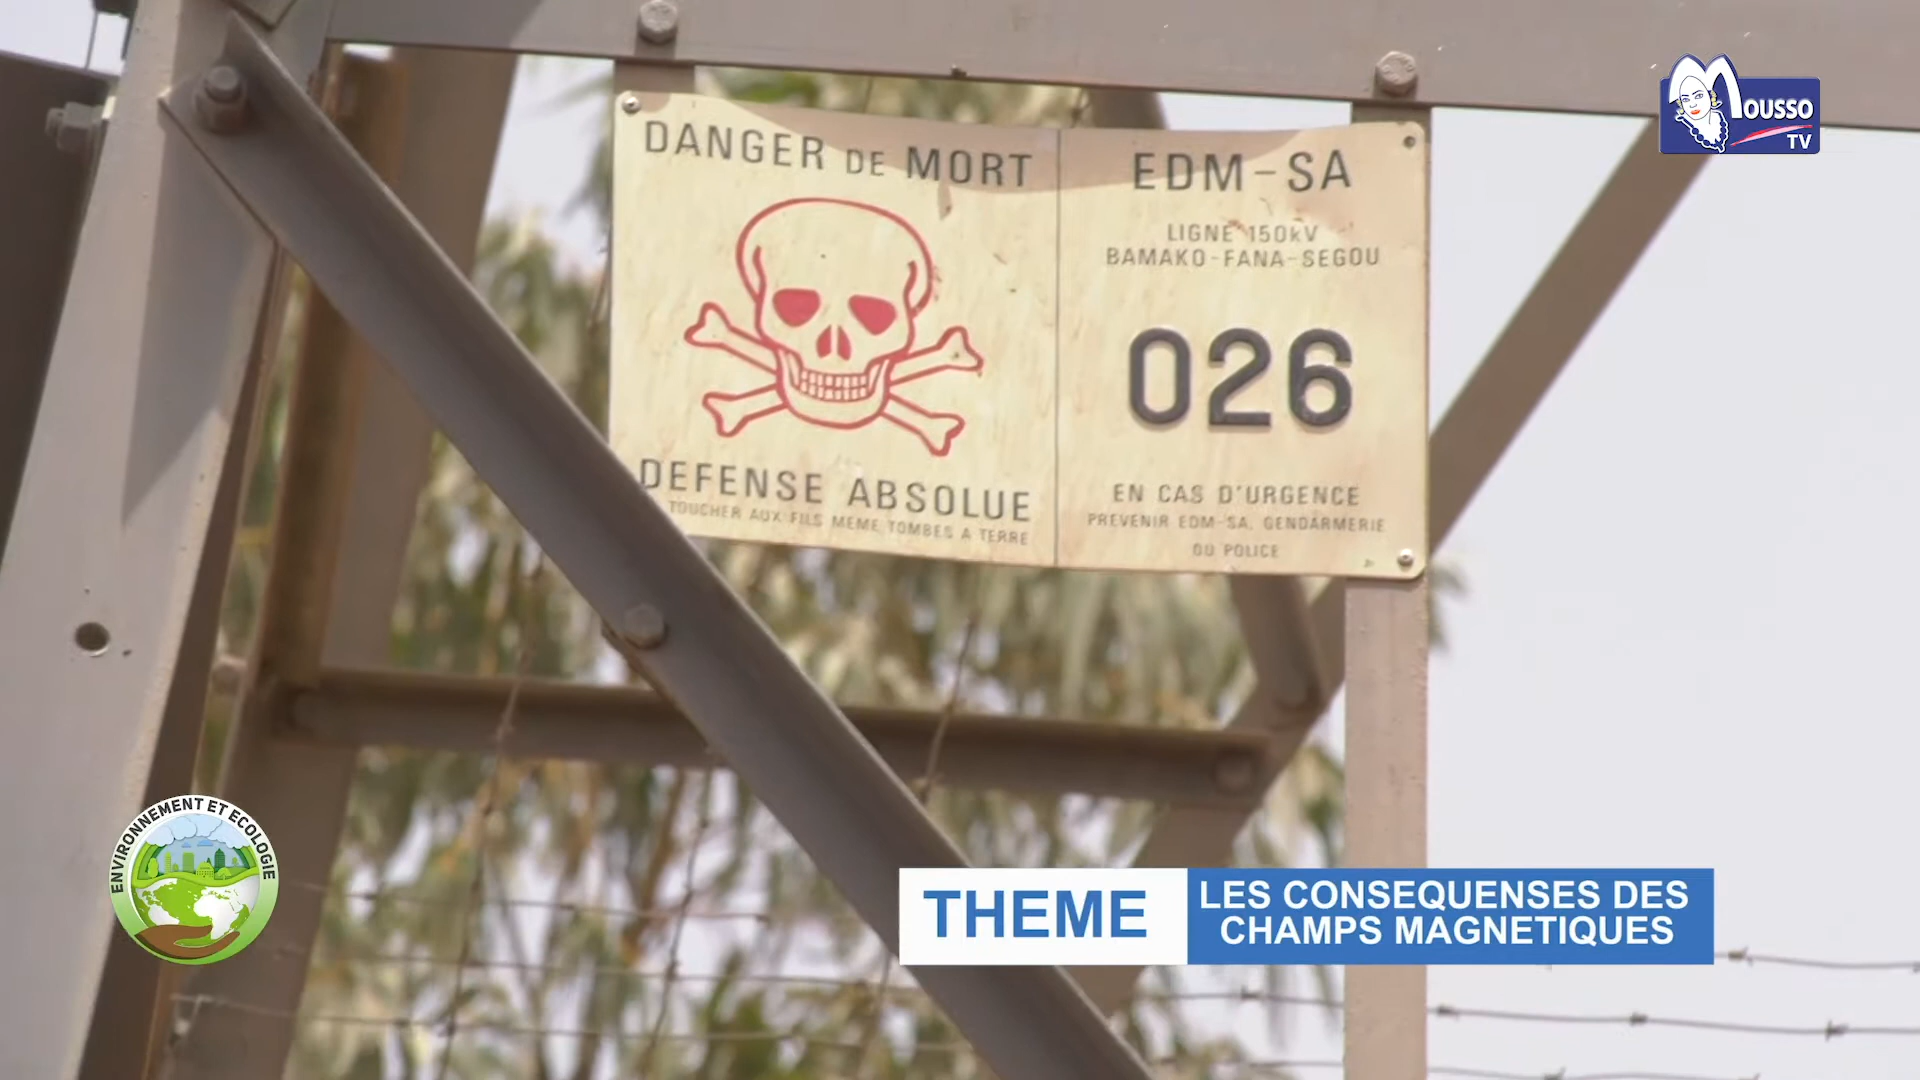 DANGER DE MORT
DEFENSE ABSOLUE
TOUCHER AUX FILS MEME TOMBES A TERRE
EDM-SA
LIGNE 150kV
BAMAKO-FANA-SEGOU
026
EN CAS D'URGENCE
PREVENIR EDM-SA, GENDARMERIE
OU POLICE
MOUSSO
TV
ENVIRONNEMENT ET ECOLOGIE
THEME
LES CONSEQUENSES DES
CHAMPS MAGNETIQUES